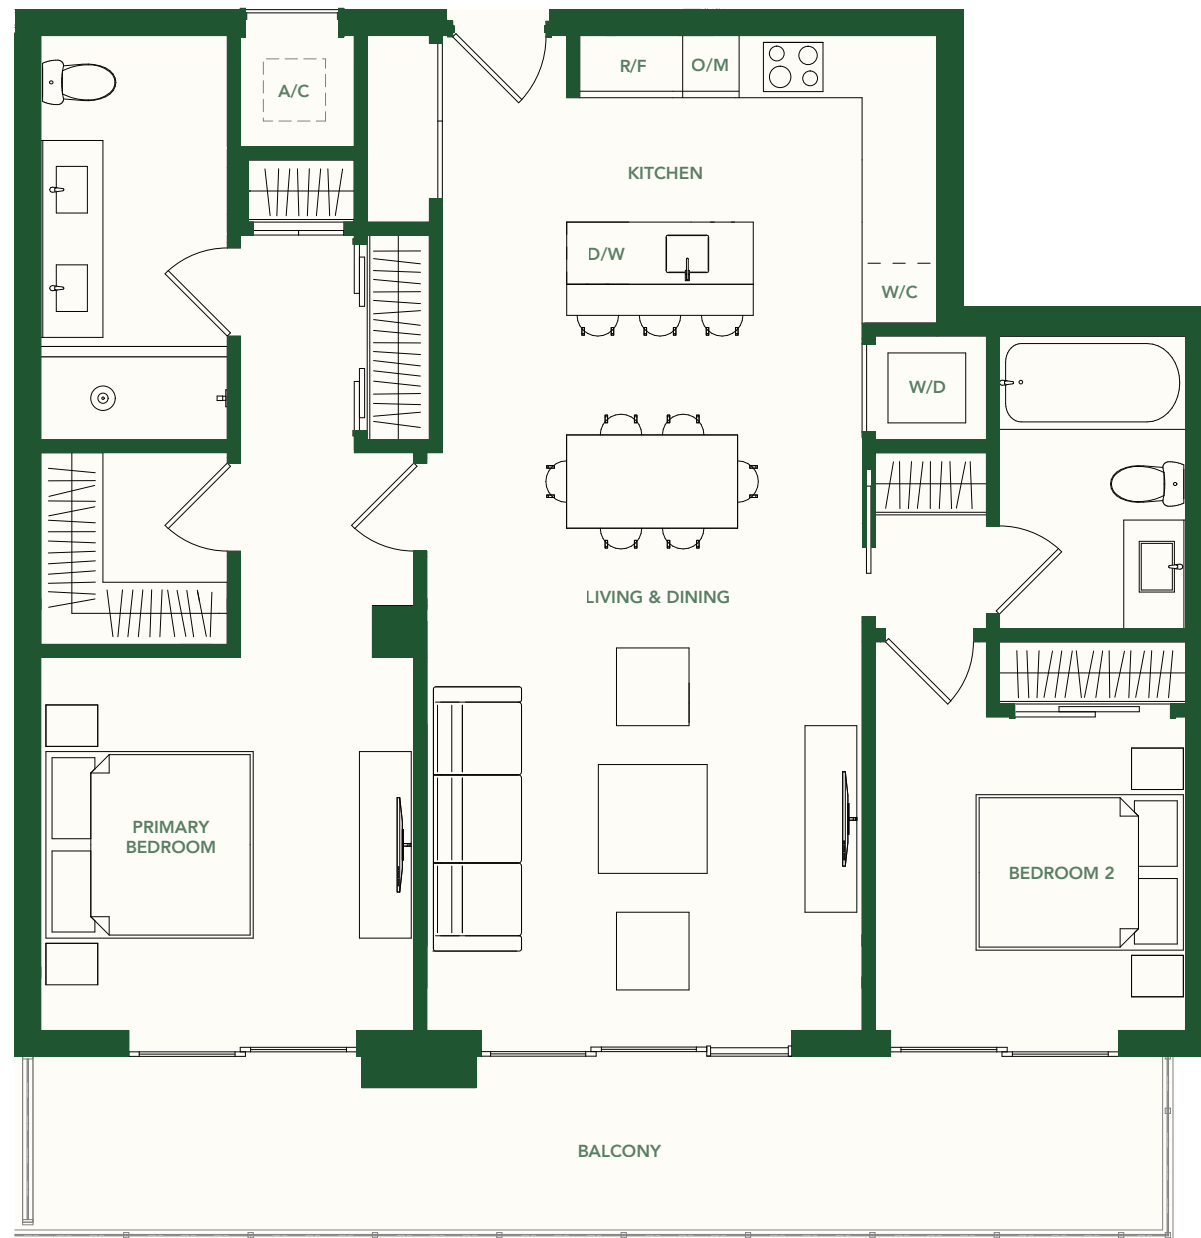 R/F
O/M
A/C
KITCHEN
D/W
W/C
W/D
LIVING & DINING
PRIMARY
BEDROOM
BEDROOM 2
BALCONY